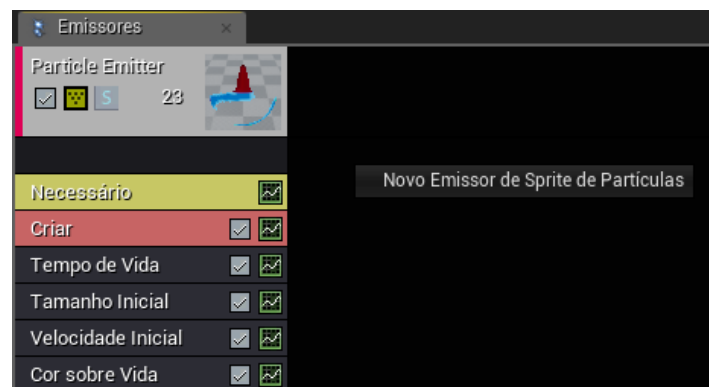 Emissores
Particle Emitter
S 23
Novo Emissor de Sprite de Partículas
Necessário
Criar
Tempo de Vida
Tamanho Inicial
Velocidade Inicial
Cor sobre Vida